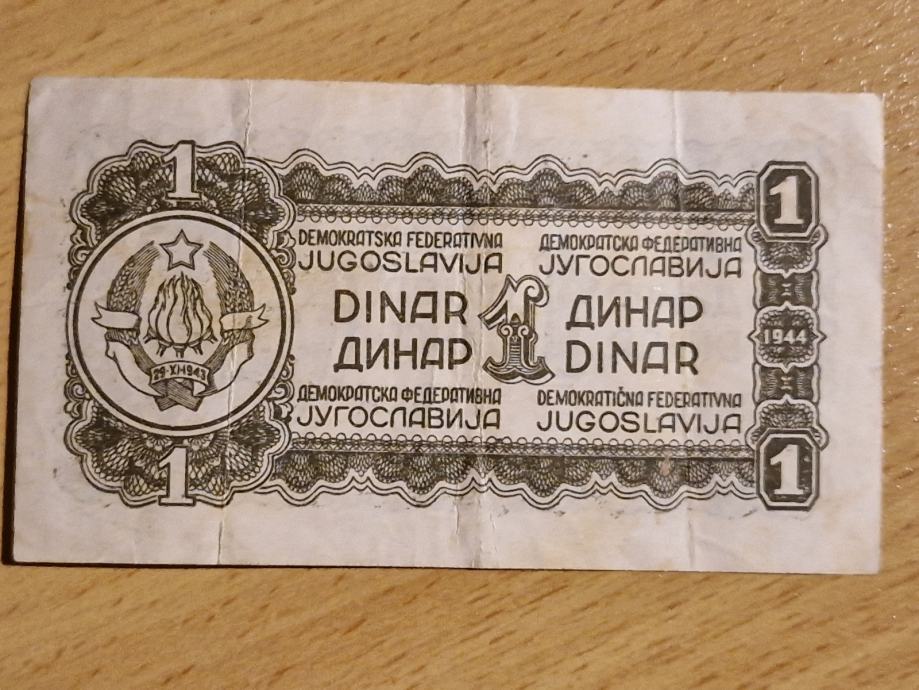 1
1
DEMOKRATSKA FEDERATIVNA
JUGOSLAVIJA
ДЕМОКРАТСКА ФЕДЕРАТИВНА
ЈУГОСЛАВИЈА
DINAR
ДИНАР
1
ДИНАР
DINAR
1944
29·XI·1943
ДЕМОКРАТСКА ФЕДЕРАТИВНА
ЈУГОСЛАВИЈА
DEMOKRATIČNA FEDERATIVNA
JUGOSLAVIJA
1
1